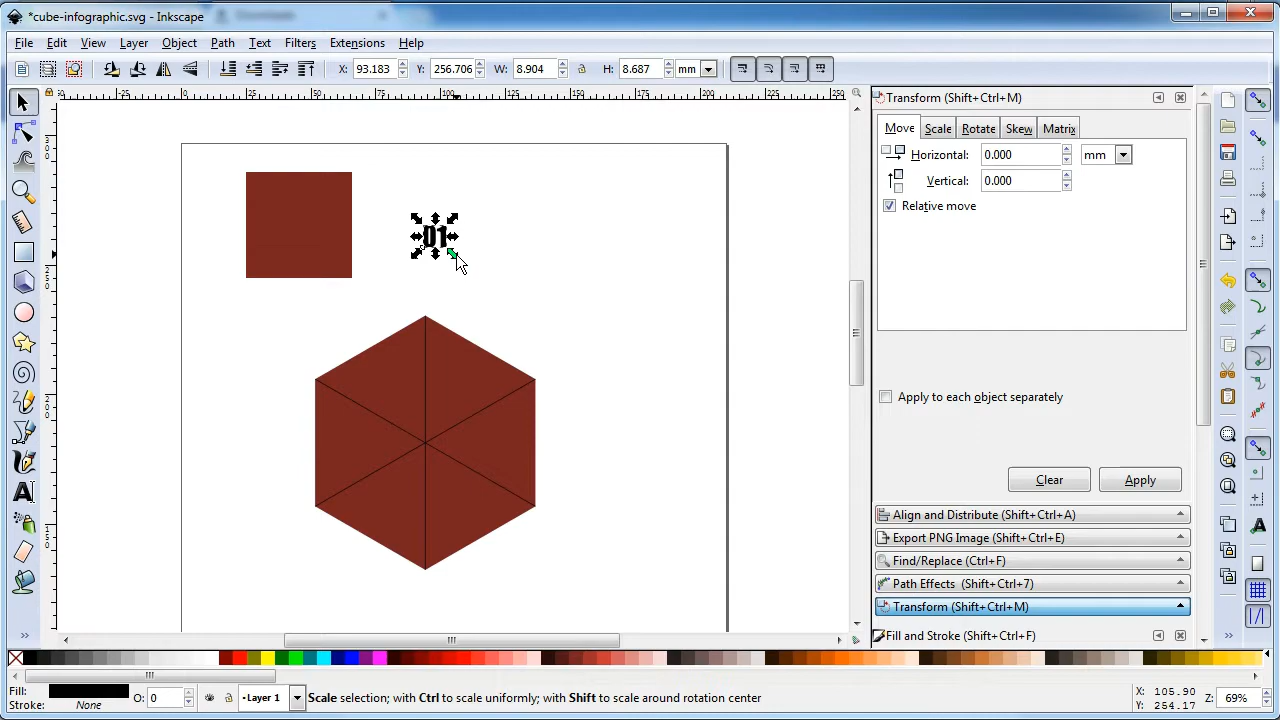 *cube-infographic.svg - Inkscape
File Edit View Layer Object Path Text Filters Extensions Help
X: 93.183 Y: 256.706 W: 8.904 H: 8.687 mm
Transform (Shift+Ctrl+M)
Move Scale Rotate Skew Matrix
Horizontal: 0.000 mm
Vertical: 0.000
Relative move
01
Apply to each object separately
Clear Apply
Align and Distribute (Shift+Ctrl+A)
Export PNG Image (Shift+Ctrl+E)
Find/Replace (Ctrl+F)
Path Effects (Shift+Ctrl+7)
Transform (Shift+Ctrl+M)
Fill and Stroke (Shift+Ctrl+F)
Fill: O: 0 Layer 1 Scale selection; with Ctrl to scale uniformly; with Shift to scale around rotation center X: 105.90 Z: 69%
Stroke: None Y: 254.17